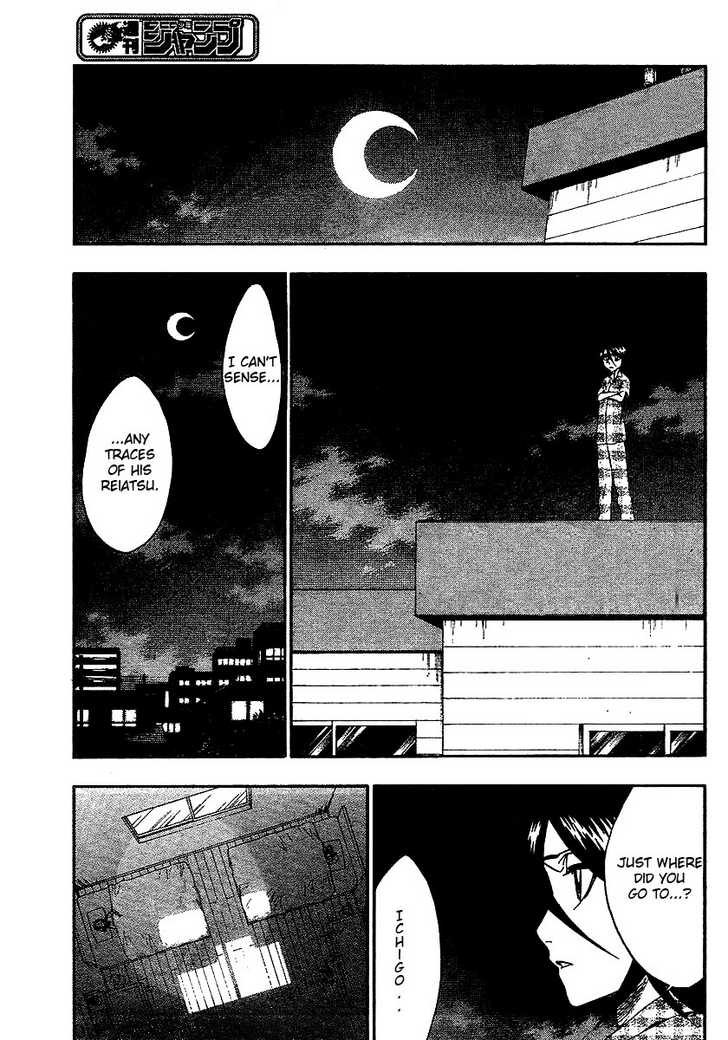 週刊
少年
ジャンプ
JUST WHERE
DID YOU
GO TO...?
ICHIGO..
I CAN'T
SENSE...
...ANY
TRACES
OF HIS
REIATSU.